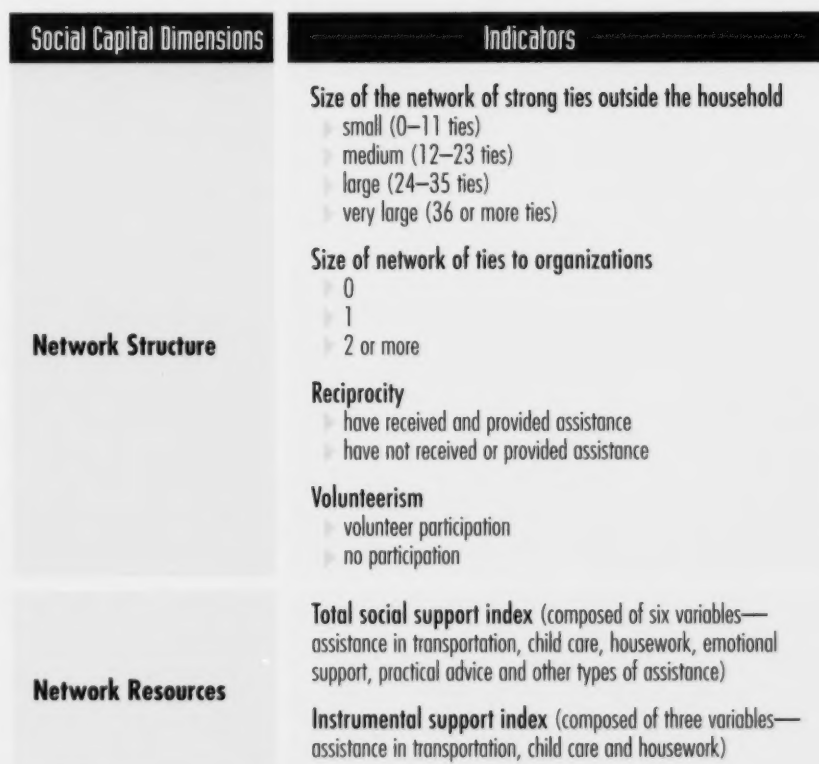 Social Capital Dimensions
Indicators
Network Structure
Size of the network of strong ties outside the household
small (0–11 ties)
medium (12–23 ties)
large (24–35 ties)
very large (36 or more ties)
Size of network of ties to organizations
0
1
2 or more
Reciprocity
have received and provided assistance
have not received or provided assistance
Volunteerism
volunteer participation
no participation
Network Resources
Total social support index (composed of six variables—
assistance in transportation, child care, housework, emotional
support, practical advice and other types of assistance)
Instrumental support index (composed of three variables—
assistance in transportation, child care and housework)